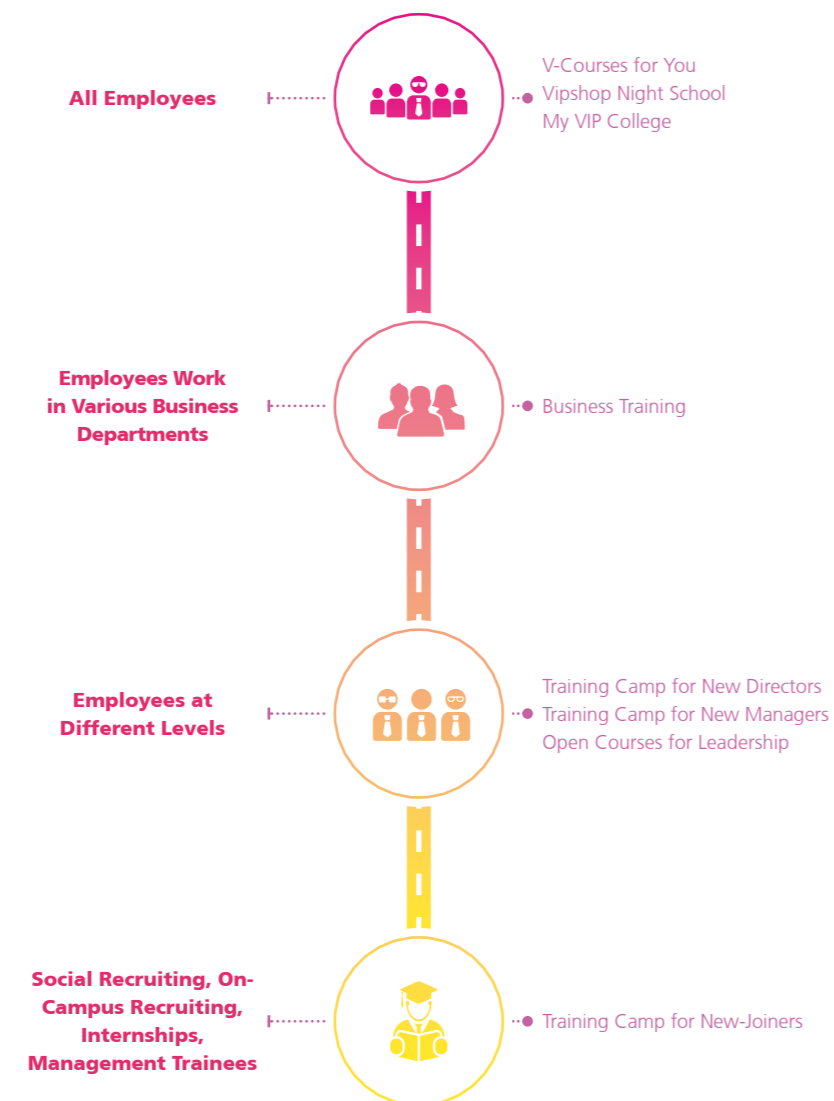 All Employees
V-Courses for You
Vipshop Night School
My VIP College
Employees Work
in Various Business
Departments
Business Training
Employees at
Different Levels
Training Camp for New Directors
Training Camp for New Managers
Open Courses for Leadership
Social Recruiting, On-
Campus Recruiting,
Internships,
Management Trainees
Training Camp for New-Joiners